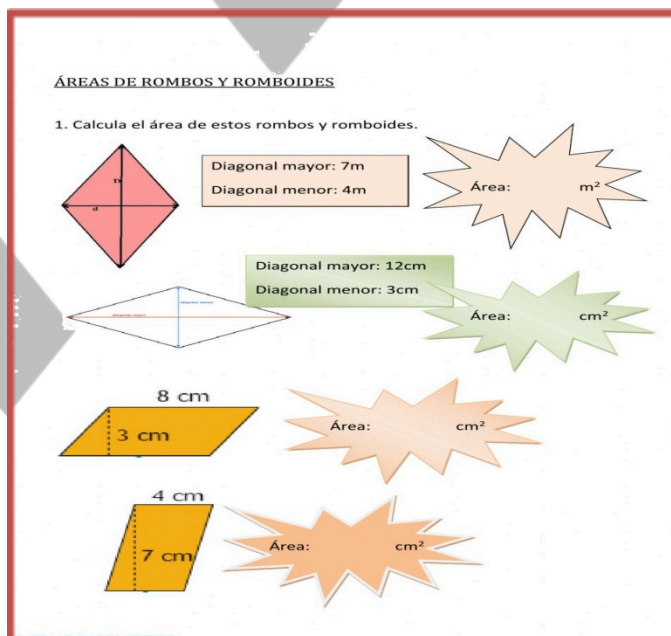 ÁREAS DE ROMBOS Y ROMBOIDES
1. Calcula el área de estos rombos y romboides.
D
d
Diagonal mayor: 7m
Diagonal menor: 4m
Área: m²
Diagonal mayor: 12cm
Diagonal menor: 3cm
Área: cm²
8 cm
3 cm
Área: cm²
4 cm
7 cm
Área: cm²